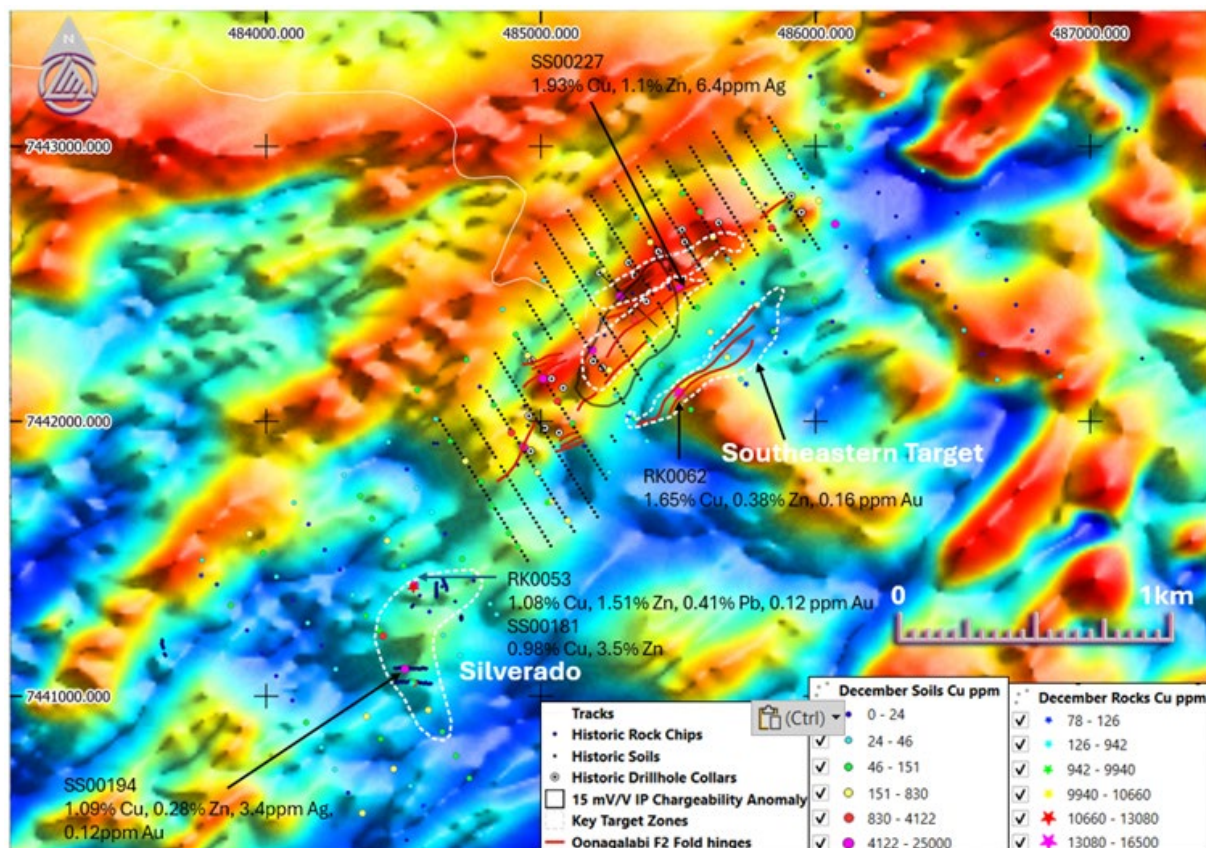 N
484000.000
485000.000
486000.000
487000.000
SS00227
1.93% Cu, 1.1% Zn, 6.4ppm Ag
7443000.000
7442000.000
Southeastern Target
RK0062
1.65% Cu, 0.38% Zn, 0.16 ppm Au
RK0053
1.08% Cu, 1.51% Zn, 0.41% Pb, 0.12 ppm Au
SS00181
0.98% Cu, 3.5% Zn
0 1km
Silverado
7441000.000
SS00194
1.09% Cu, 0.28% Zn, 3.4ppm Ag,
0.12ppm Au
Tracks
Historic Rock Chips
Historic Soils
Historic Drillhole Collars
15 mV/V IP Chargeability Anomaly
Key Target Zones
Oonagalabi F2 Fold hinges
(Ctrl)
December Soils Cu ppm
0 - 24
24 - 46
46 - 151
151 - 830
830 - 4122
4122 - 25000
December Rocks Cu ppm
78 - 126
126 - 942
942 - 9940
9940 - 10660
10660 - 13080
13080 - 16500